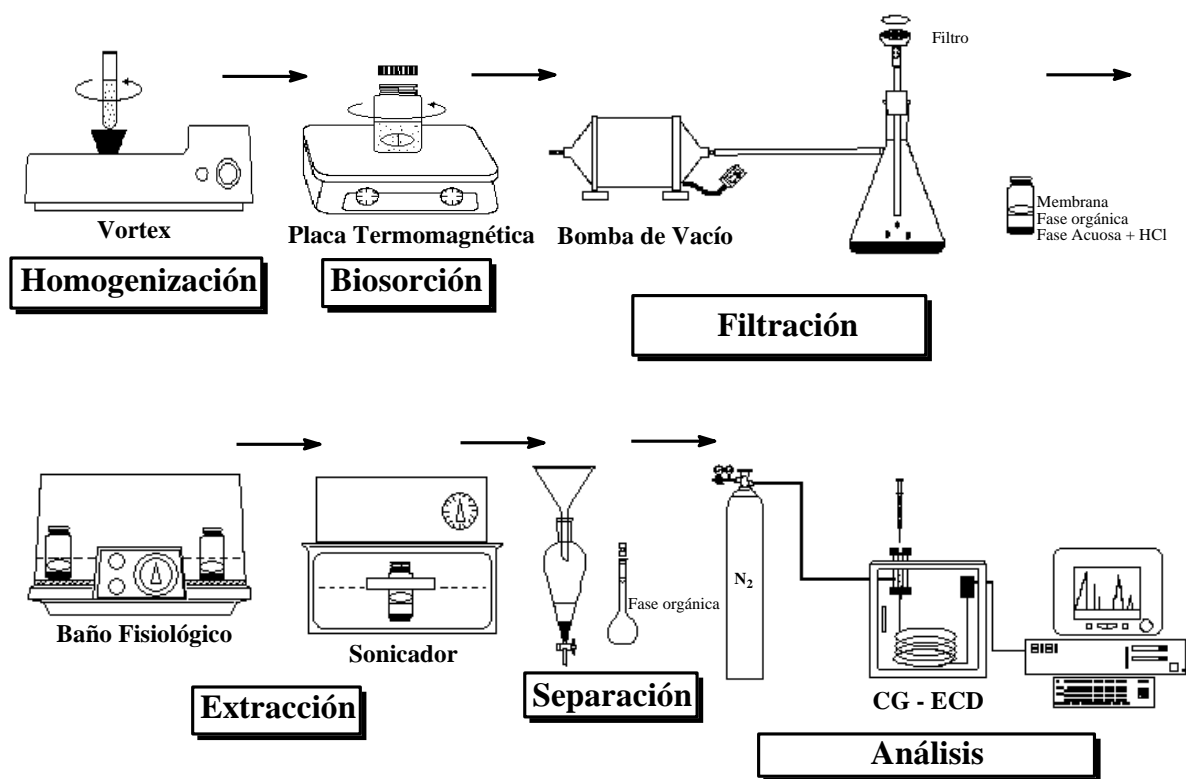 Filtro
Vortex
Placa Termomagnética
Bomba de Vacío
Membrana
Fase orgánica
Fase Acuosa + HCl
Homogenización
Biosorción
Filtración
N2
Fase orgánica
Baño Fisiológico
Sonicador
CG - ECD
Extracción
Separación
Análisis